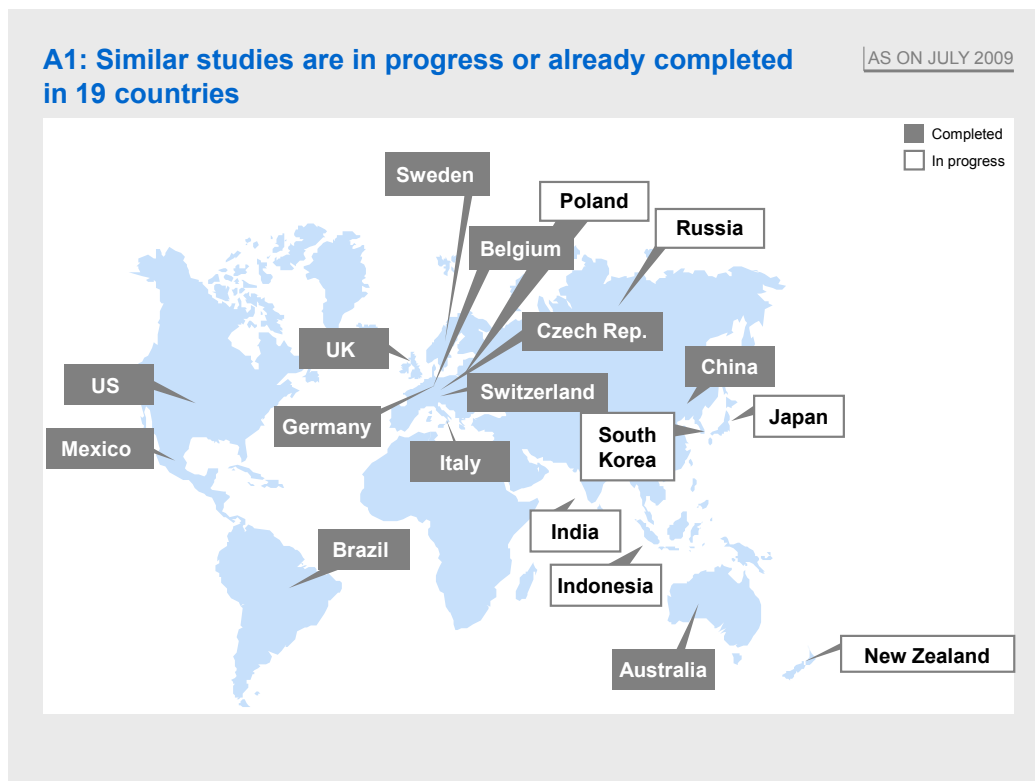 A1: Similar studies are in progress or already completed
in 19 countries
AS ON JULY 2009
Completed
In progress
Sweden
Poland
Russia
Belgium
Czech Rep.
UK
China
US
Switzerland
Japan
Germany
South
Korea
Mexico
Italy
India
Brazil
Indonesia
Australia
New Zealand